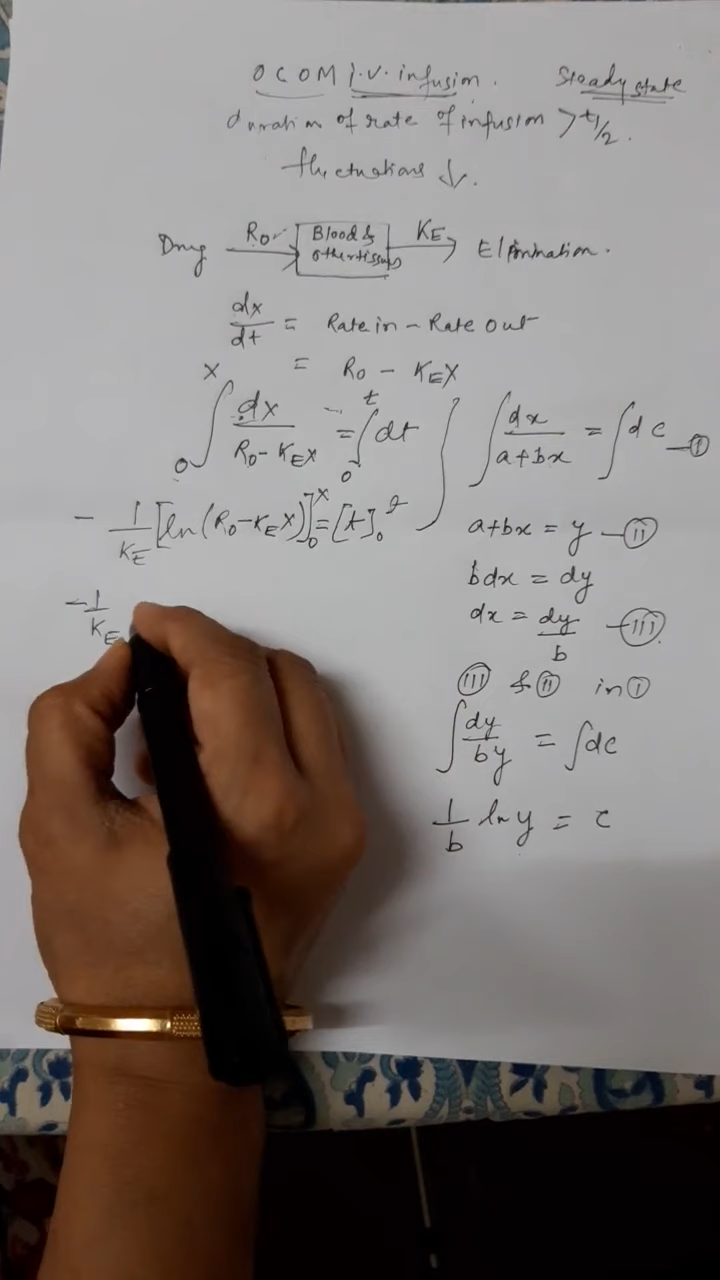 OCOM i.v. infusion. Steady state
duration of rate of infusion > t1/2.
fluctuations ↓.
Drug R0 → Blood & other tissues KE → Elimination.
dx/dt = Rate in - Rate out
= R0 - KEX
∫₀ˣ dx/(R0 - KEX) = ∫₀ᵗ dt
- 1/KE [ln(R0 - KEX)]₀ˣ = [t]₀
- 1/KE
∫ dx/(a+bx) = ∫ dc - (I)
a+bx = y - (II)
bdx = dy
dx = dy/b - (III)
(III) & (II) in (I)
∫ dy/by = ∫ dc
1/b ln y = c